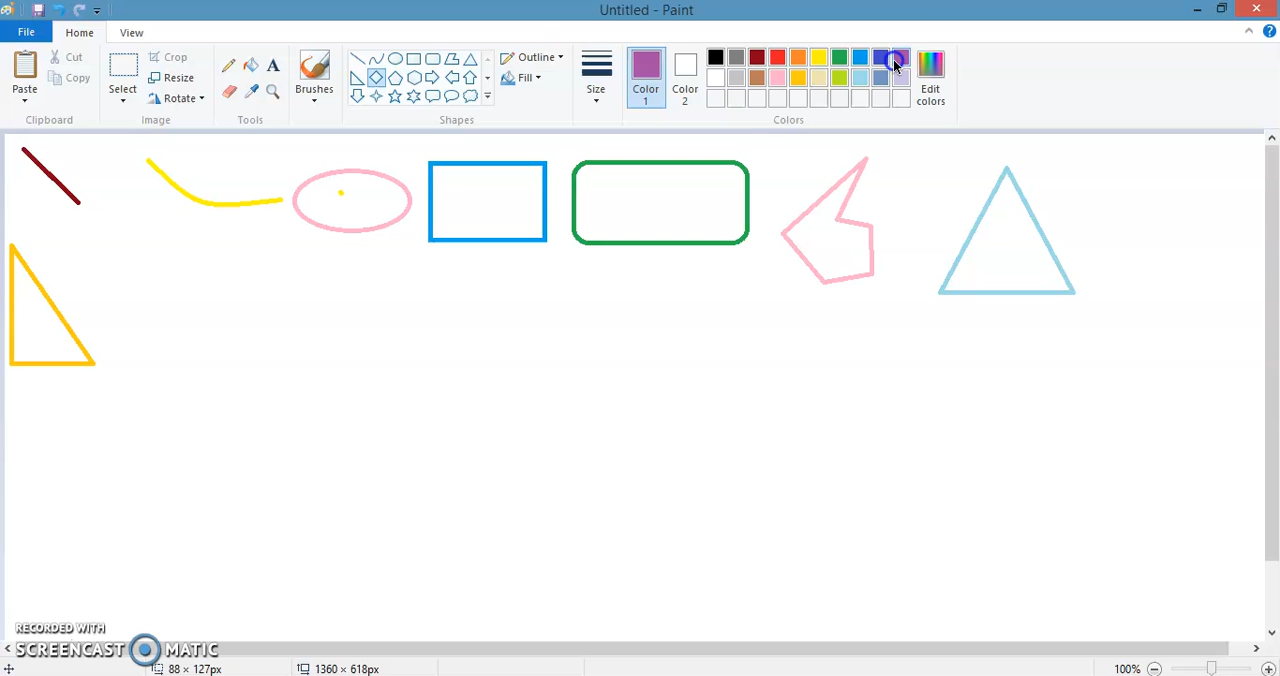 Untitled - Paint
File
Home
View
Paste
Cut
Copy
Clipboard
Select
Crop
Resize
Rotate
Image
A
Tools
Brushes
Shapes
Outline
Fill
Size
Color
1
Color
2
Edit
colors
Colors
RECORDED WITH
SCREENCAST MATIC
88 × 127px
1360 × 618px
100%